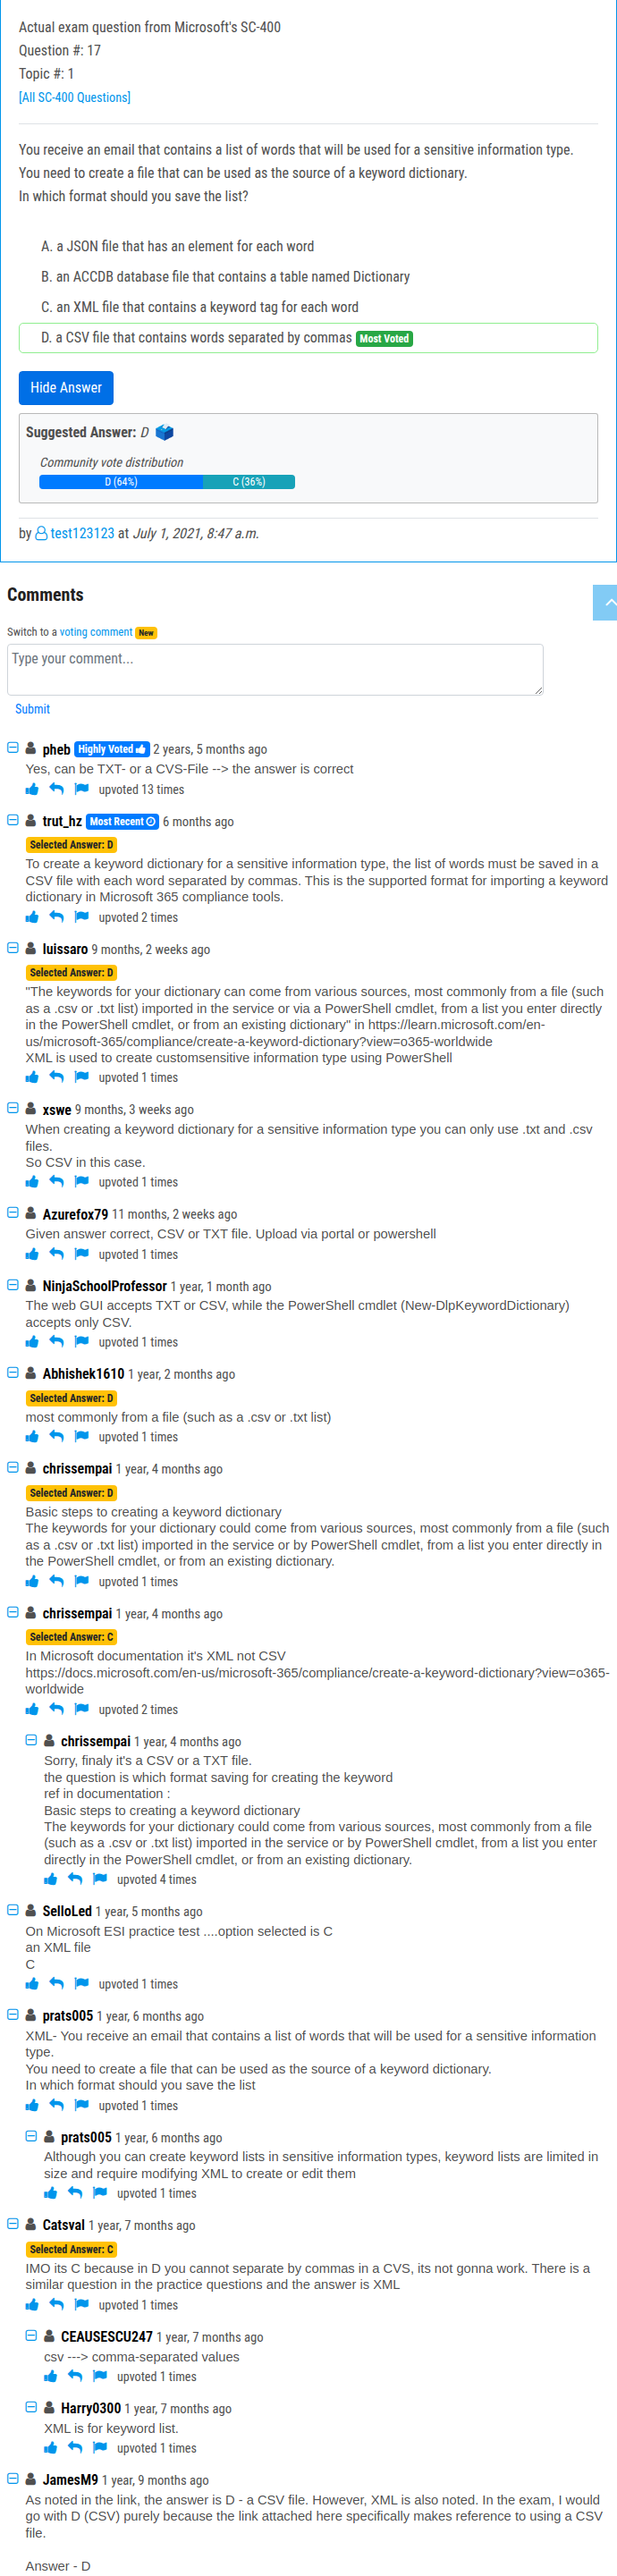 Actual exam question from Microsoft's SC-400
Question #: 17
Topic #: 1
[All SC-400 Questions]
You receive an email that contains a list of words that will be used for a sensitive information type.
You need to create a file that can be used as the source of a keyword dictionary.
In which format should you save the list?
A. a JSON file that has an element for each word
B. an ACCDB database file that contains a table named Dictionary
C. an XML file that contains a keyword tag for each word
D. a CSV file that contains words separated by commas Most Voted
Hide Answer
Suggested Answer: D
Community vote distribution
D (64%) C (36%)
by test123123 at July 1, 2021, 8:47 a.m.
Comments
Switch to a voting comment New
Type your comment...
Submit
pheb Highly Voted 2 years, 5 months ago
Yes, can be TXT- or a CVS-File --> the answer is correct
upvoted 13 times
trut_hz Most Recent 6 months ago
Selected Answer: D
To create a keyword dictionary for a sensitive information type, the list of words must be saved in a
CSV file with each word separated by commas. This is the supported format for importing a keyword
dictionary in Microsoft 365 compliance tools.
upvoted 2 times
luissaro 9 months, 2 weeks ago
Selected Answer: D
"The keywords for your dictionary can come from various sources, most commonly from a file (such
as a .csv or .txt list) imported in the service or via a PowerShell cmdlet, from a list you enter directly
in the PowerShell cmdlet, or from an existing dictionary" in https://learn.microsoft.com/en-
us/microsoft-365/compliance/create-a-keyword-dictionary?view=o365-worldwide
XML is used to create customsensitive information type using PowerShell
upvoted 1 times
xswe 9 months, 3 weeks ago
When creating a keyword dictionary for a sensitive information type you can only use .txt and .csv
files.
So CSV in this case.
upvoted 1 times
Azurefox79 11 months, 2 weeks ago
Given answer correct, CSV or TXT file. Upload via portal or powershell
upvoted 1 times
NinjaSchoolProfessor 1 year, 1 month ago
The web GUI accepts TXT or CSV, while the PowerShell cmdlet (New-DlpKeywordDictionary)
accepts only CSV.
upvoted 1 times
Abhishek1610 1 year, 2 months ago
Selected Answer: D
most commonly from a file (such as a .csv or .txt list)
upvoted 1 times
chrissempai 1 year, 4 months ago
Selected Answer: D
Basic steps to creating a keyword dictionary
The keywords for your dictionary could come from various sources, most commonly from a file (such
as a .csv or .txt list) imported in the service or by PowerShell cmdlet, from a list you enter directly in
the PowerShell cmdlet, or from an existing dictionary.
upvoted 1 times
chrissempai 1 year, 4 months ago
Selected Answer: C
In Microsoft documentation it's XML not CSV
https://docs.microsoft.com/en-us/microsoft-365/compliance/create-a-keyword-dictionary?view=o365-
worldwide
upvoted 2 times
chrissempai 1 year, 4 months ago
Sorry, finaly it's a CSV or a TXT file.
the question is which format saving for creating the keyword
ref in documentation :
Basic steps to creating a keyword dictionary
The keywords for your dictionary could come from various sources, most commonly from a file
(such as a .csv or .txt list) imported in the service or by PowerShell cmdlet, from a list you enter
directly in the PowerShell cmdlet, or from an existing dictionary.
upvoted 4 times
SelloLed 1 year, 5 months ago
On Microsoft ESI practice test ....option selected is C
an XML file
C
upvoted 1 times
prats005 1 year, 6 months ago
XML- You receive an email that contains a list of words that will be used for a sensitive information
type.
You need to create a file that can be used as the source of a keyword dictionary.
In which format should you save the list
upvoted 1 times
prats005 1 year, 6 months ago
Although you can create keyword lists in sensitive information types, keyword lists are limited in
size and require modifying XML to create or edit them
upvoted 1 times
Catsval 1 year, 7 months ago
Selected Answer: C
IMO its C because in D you cannot separate by commas in a CVS, its not gonna work. There is a
similar question in the practice questions and the answer is XML
upvoted 1 times
CEAUSESCU247 1 year, 7 months ago
csv ---> comma-separated values
upvoted 1 times
Harry0300 1 year, 7 months ago
XML is for keyword list.
upvoted 1 times
JamesM9 1 year, 9 months ago
As noted in the link, the answer is D - a CSV file. However, XML is also noted. In the exam, I would
go with D (CSV) purely because the link attached here specifically makes reference to using a CSV
file.
Answer - D